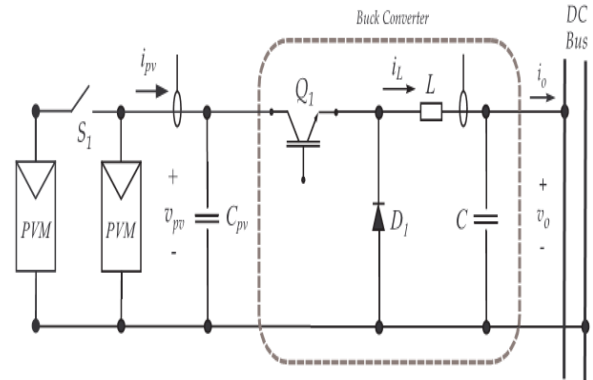 Buck Converter
DC
Bus
i_pv
Q_1
i_L
L
i_o
S_1
PVM
PVM
+
v_pv
-
C_pv
D_1
C
+
v_o
-